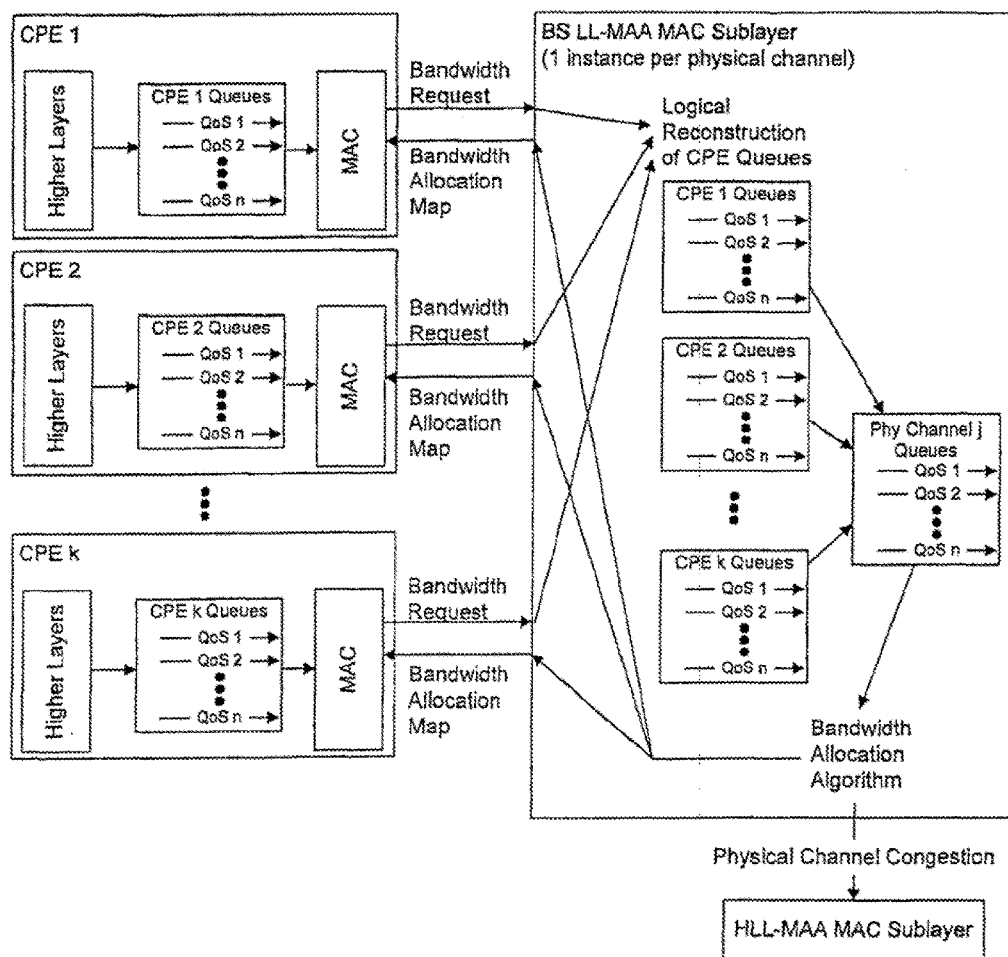 CPE 1
Higher Layers
CPE 1 Queues
QoS 1
QoS 2
QoS n
MAC
Bandwidth
Request
Bandwidth
Allocation
Map
CPE 2
Higher Layers
CPE 2 Queues
QoS 1
QoS 2
QoS n
MAC
Bandwidth
Request
Bandwidth
Allocation
Map
CPE k
Higher Layers
CPE k Queues
QoS 1
QoS 2
QoS n
MAC
Bandwidth
Request
Bandwidth
Allocation
Map
BS LL-MAA MAC Sublayer
(1 instance per physical channel)
Logical
Reconstruction
of CPE Queues
CPE 1 Queues
QoS 1
QoS 2
QoS n
CPE 2 Queues
QoS 1
QoS 2
QoS n
CPE k Queues
QoS 1
QoS 2
QoS n
Phy Channel j
Queues
QoS 1
QoS 2
QoS n
Bandwidth
Allocation
Algorithm
Physical Channel Congestion
HLL-MAA MAC Sublayer